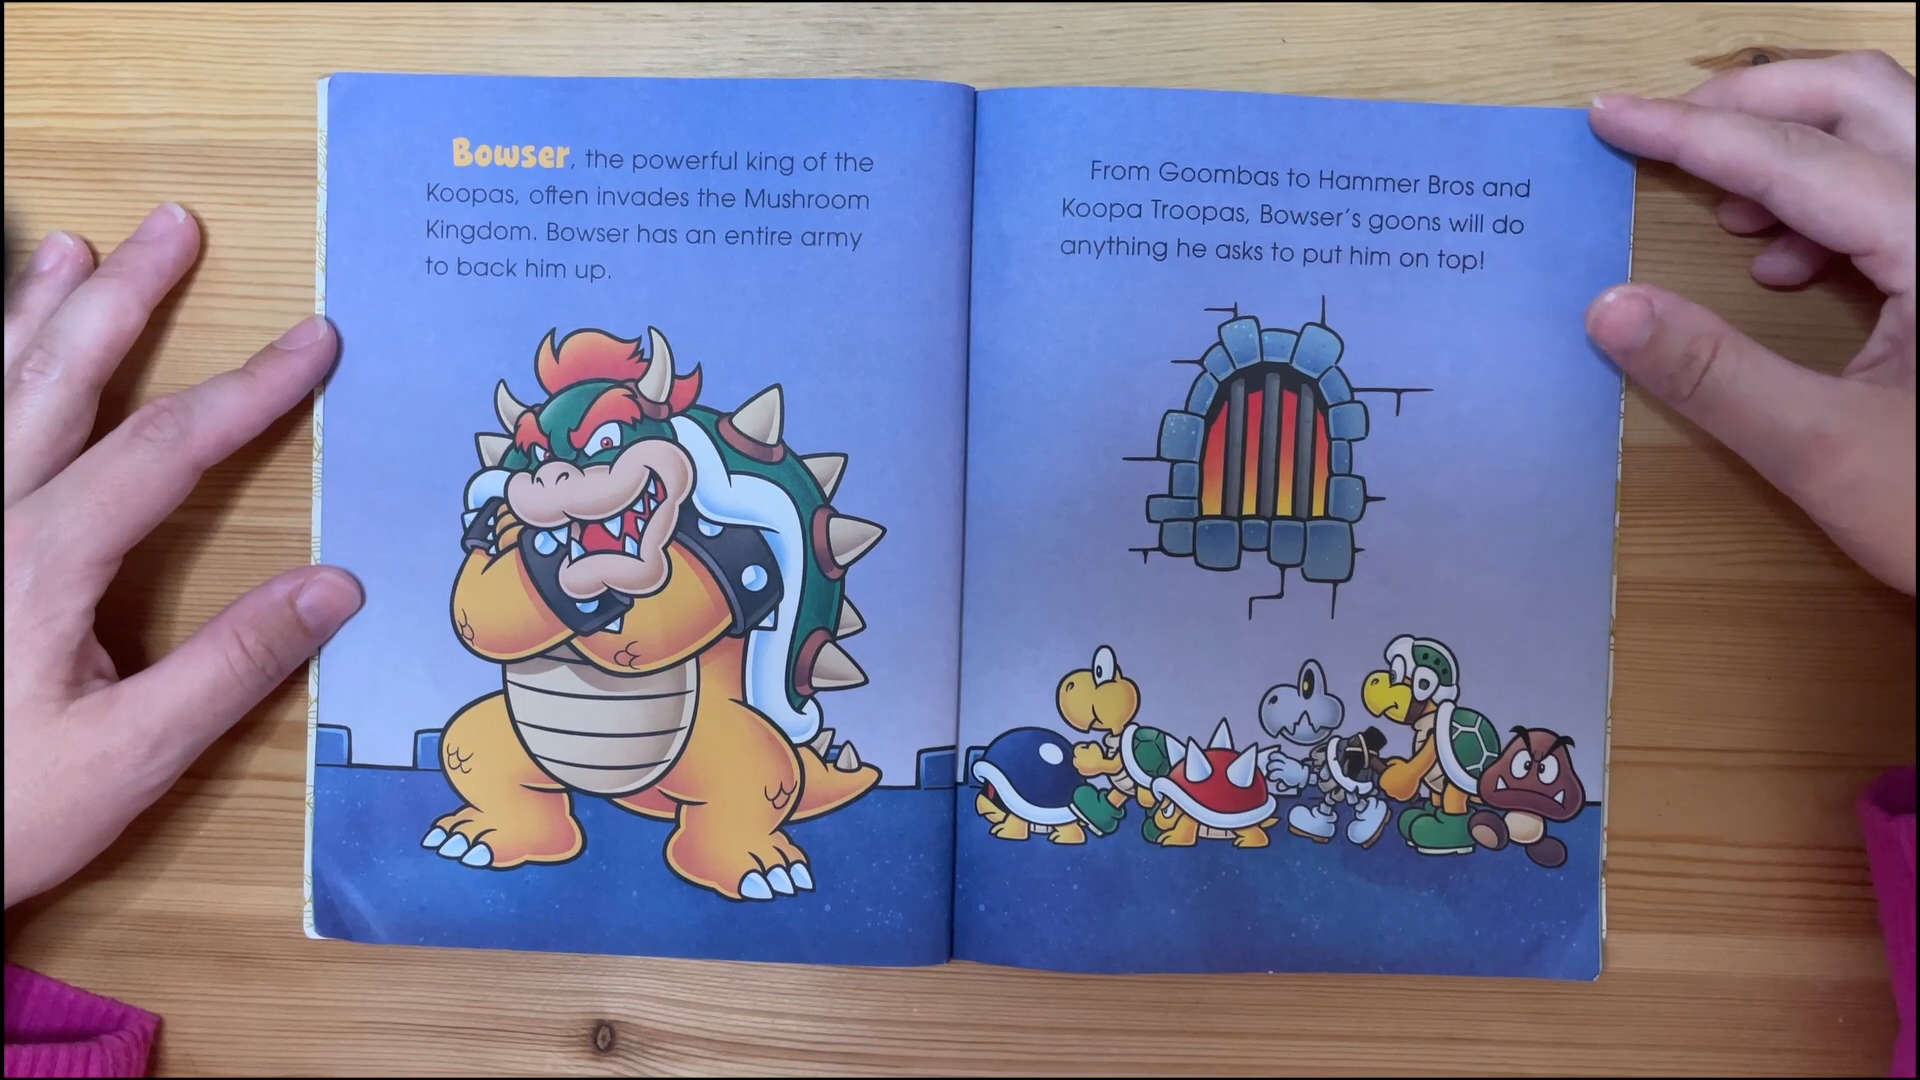 Bowser, the powerful king of the
Koopas, often invades the Mushroom
Kingdom. Bowser has an entire army
to back him up.
From Goombas to Hammer Bros and
Koopa Troopas, Bowser's goons will do
anything he asks to put him on top!